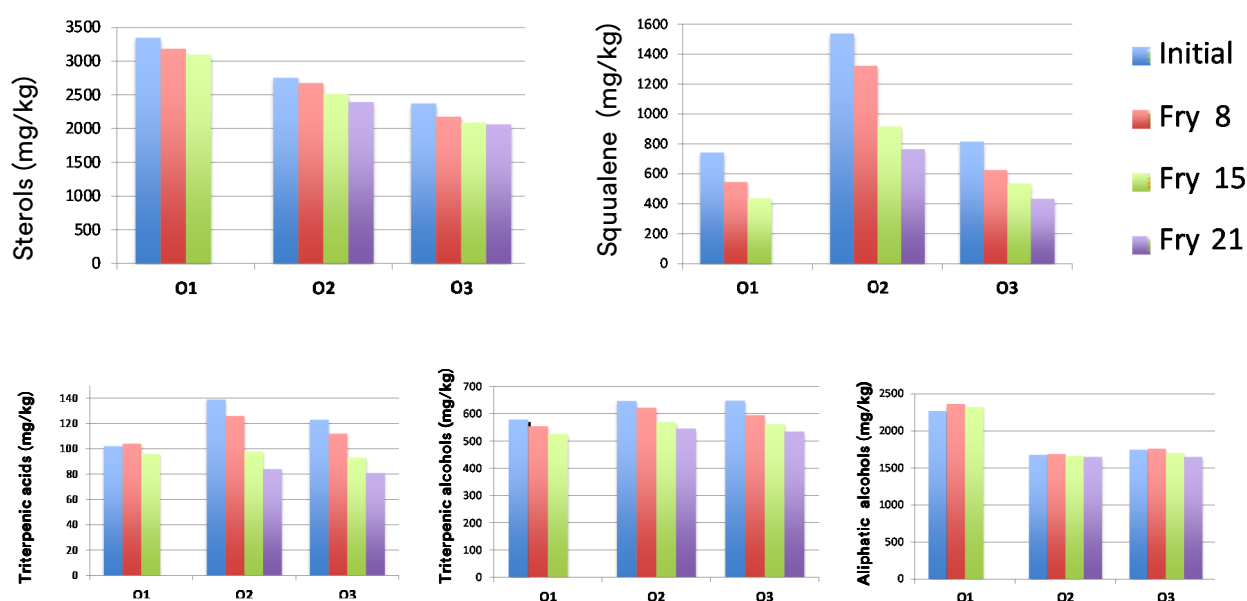 Sterols (mg/kg)
3500
3000
2500
2000
1500
1000
500
0
O1 O2 O3
Squualene (mg/kg)
1600
1400
1200
1000
800
600
400
200
0
O1 O2 O3
Initial
Fry 8
Fry 15
Fry 21
Triterpenic acids (mg/kg)
140
120
100
80
60
40
20
0
O1 O2 O3
Triterpenic alcohols (mg/kg)
700
600
500
400
300
200
100
0
O1 O2 O3
Aliphatic alcohols (mg/kg)
2500
2000
1500
1000
500
0
O1 O2 O3